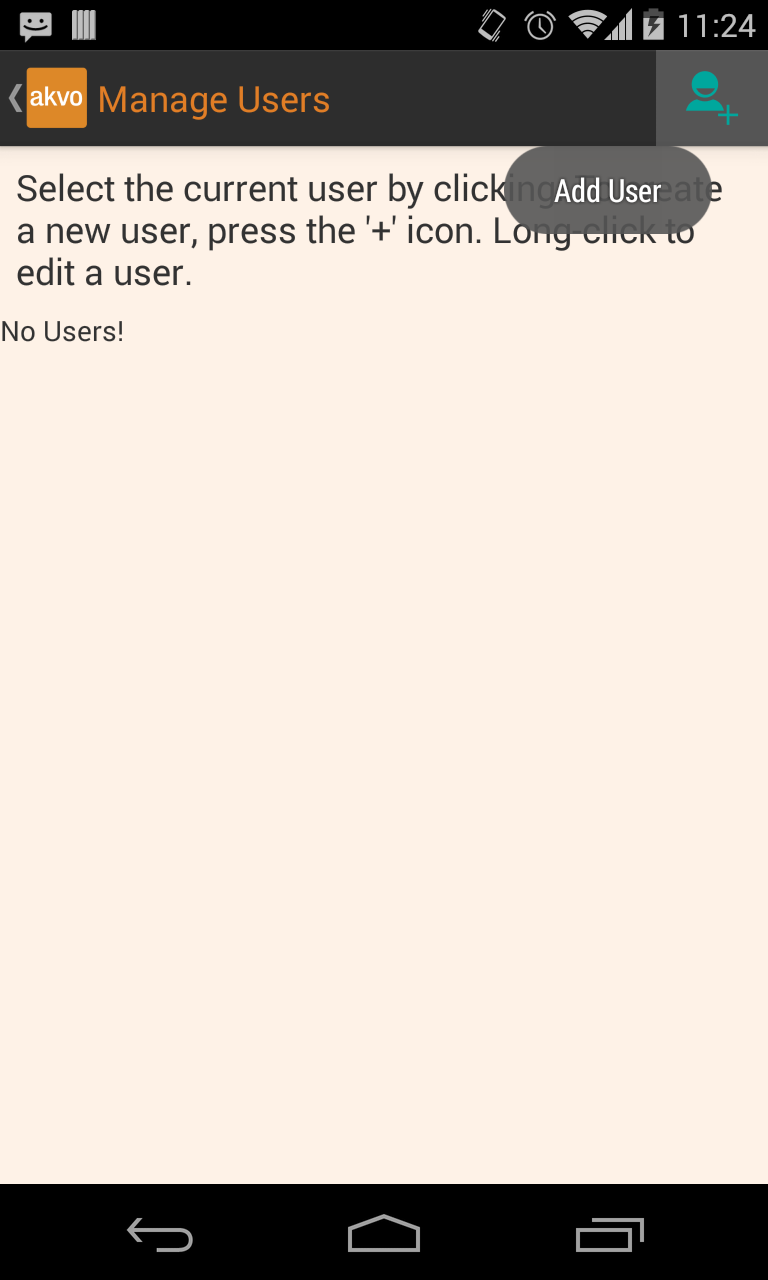 11:24
akvo Manage Users
Add User
Select the current user by clicking. To create
a new user, press the '+' icon. Long-click to
edit a user.
No Users!